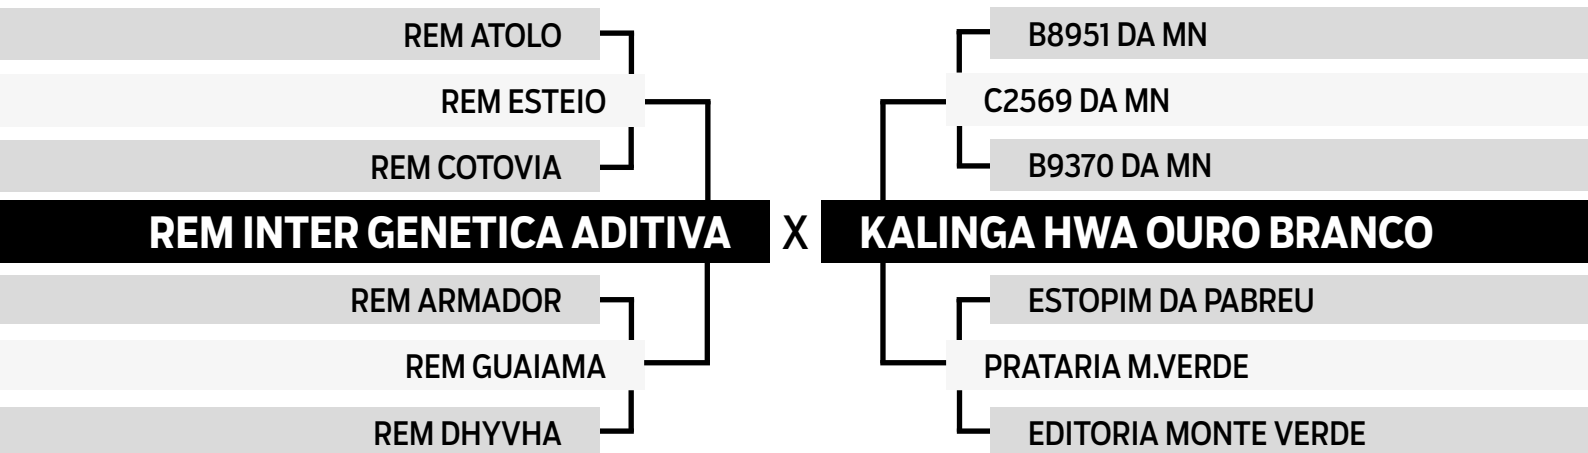 REM ATOLO
REM ESTEIO
REM COTOVIA
REM INTER GENETICA ADITIVA X KALINGA HWA OURO BRANCO
REM ARMADOR
REM GUAIAMA
REM DHYVHA
B8951 DA MN
C2569 DA MN
B9370 DA MN
ESTOPIM DA PABREU
PRATARIA M.VERDE
EDITORIA MONTE VERDE